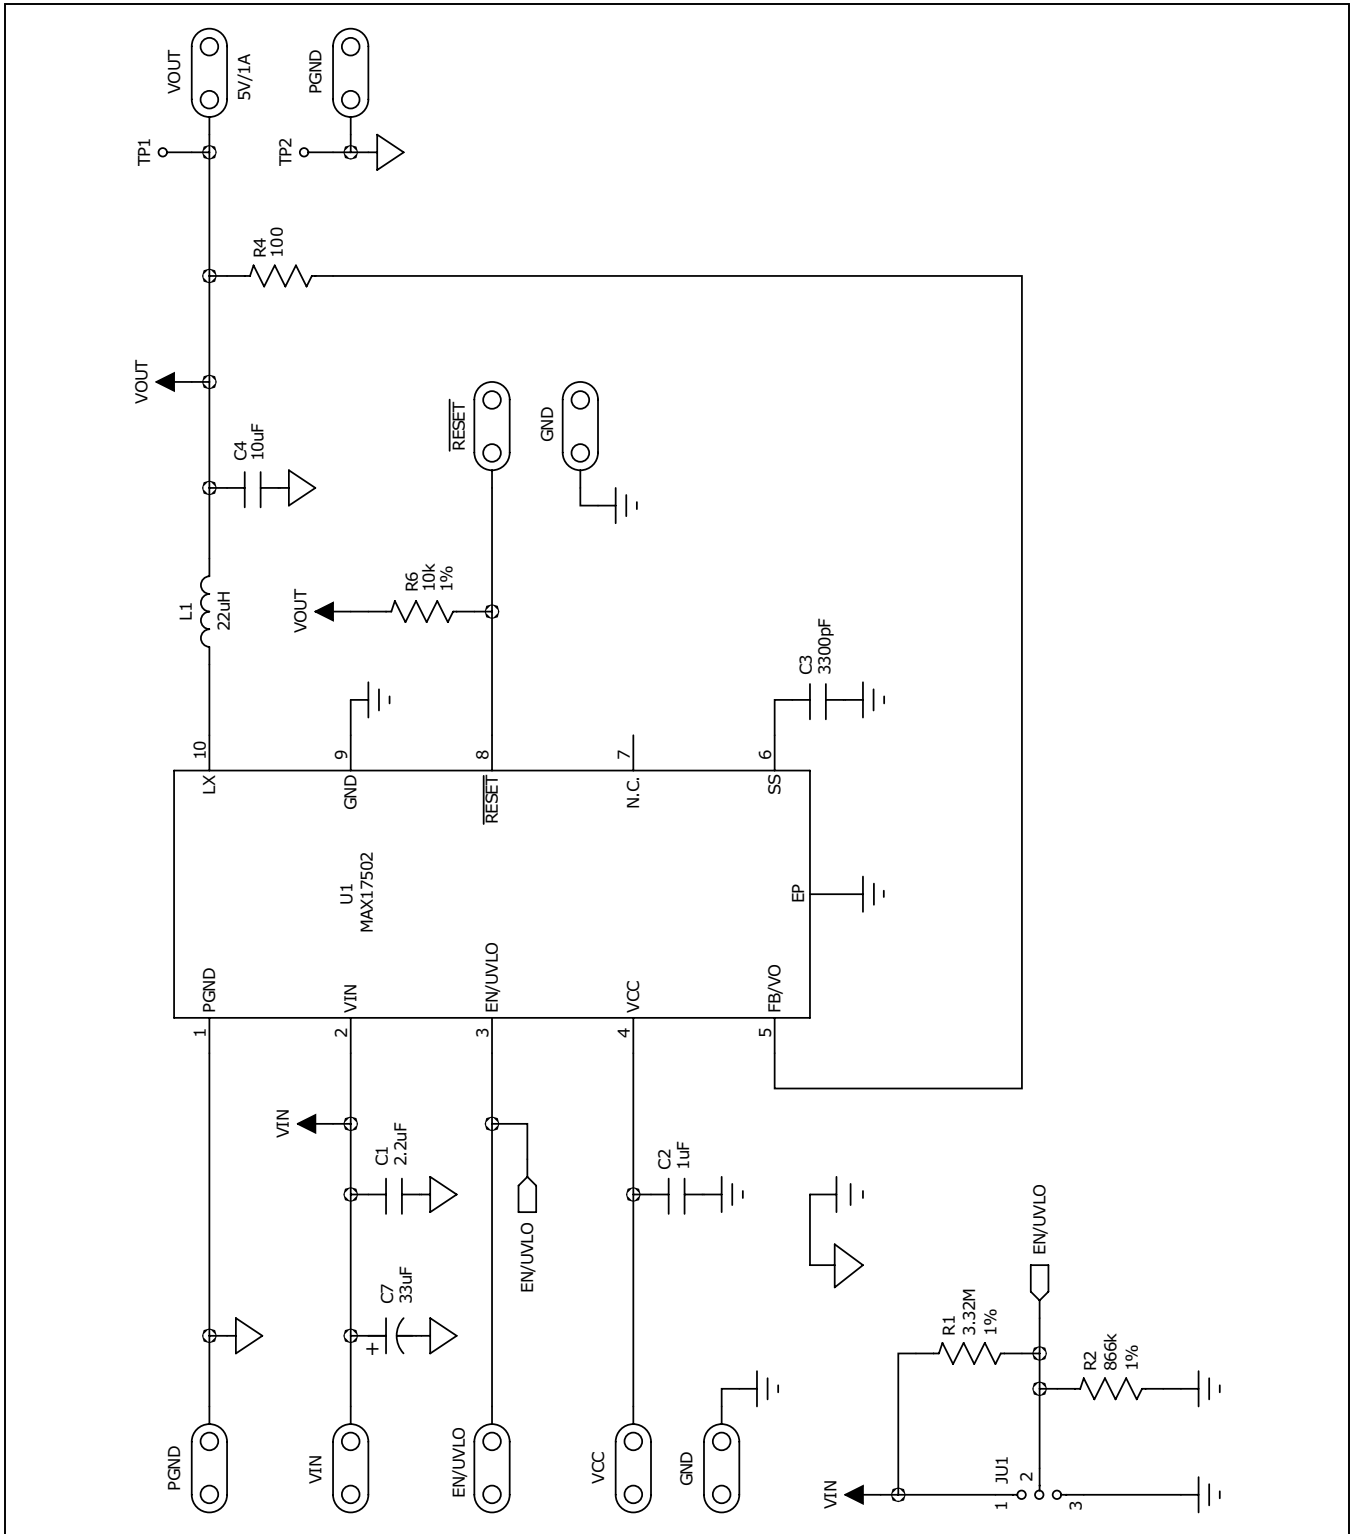 PGND
VIN
EN/UVLO
VCC
GND
VIN
JU1
1
2
3
R1
3.32M
1%
R2
866k
1%
EN/UVLO
C7
33uF
+
C1
2.2uF
VIN
EN/UVLO
C2
1uF
1
2
3
4
5
PGND
VIN
EN/UVLO
VCC
FB/VO
U1
MAX17502
EP
LX
GND
RESET
N.C.
SS
10
9
8
7
6
C3
3300pF
L1
22uH
VOUT
R6
10k
1%
C4
10uF
RESET
GND
VOUT
R4
100
TP1
TP2
VOUT
5V/1A
PGND